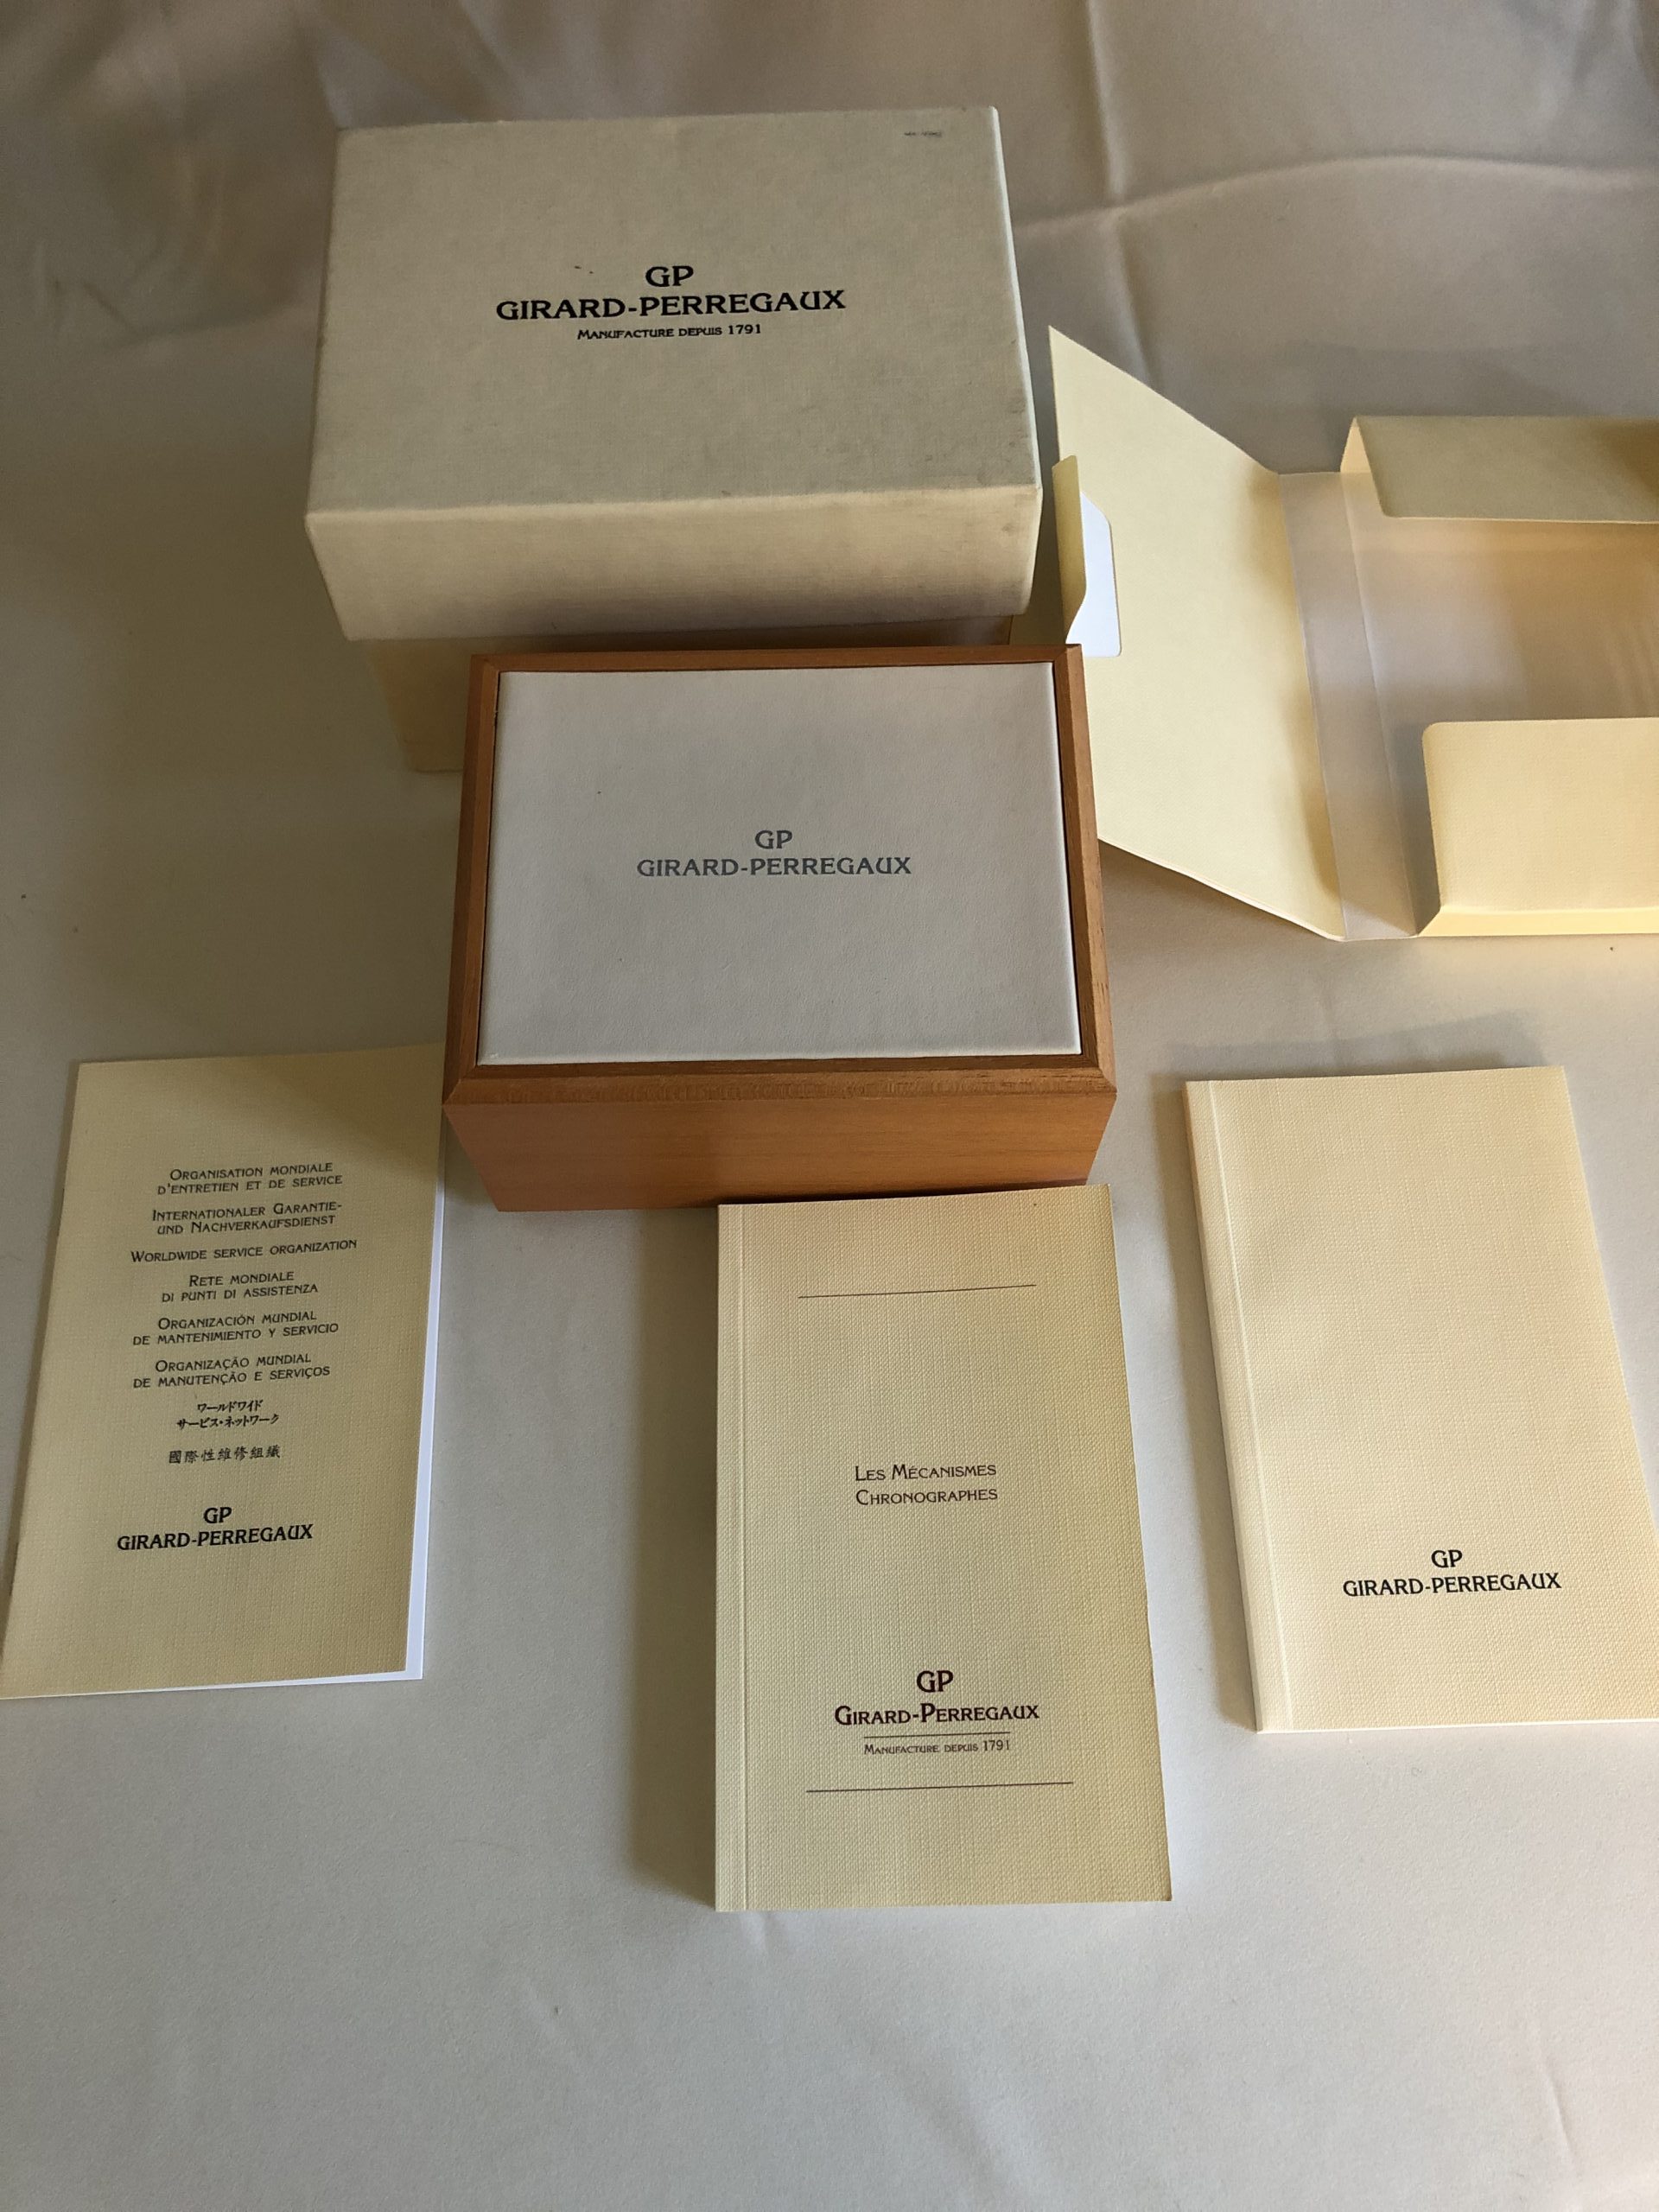 GP
GIRARD-PERREGAUX
MANUFACTURE DEPUIS 1791
GP
GIRARD-PERREGAUX
ORGANISATION MONDIALE
D'ENTRETIEN ET DE SERVICE
INTERNATIONALER GARANTIE-
UND NACHVERKAUFSDIENST
WORLDWIDE SERVICE ORGANIZATION
RETE MONDIALE
DI PUNTI DI ASSISTENZA
ORGANIZACIÓN MUNDIAL
DE MANTENIMIENTO Y SERVICIO
ORGANIZAÇÃO MUNDIAL
DE MANUTENÇÃO E SERVIÇOS
ワールドワイド
サービス・ネットワーク
國際性維修組織
GP
GIRARD-PERREGAUX
LES MÉCANISMES
CHRONOGRAPHES
GP
GIRARD-PERREGAUX
MANUFACTURE DEPUIS 1791
GP
GIRARD-PERREGAUX